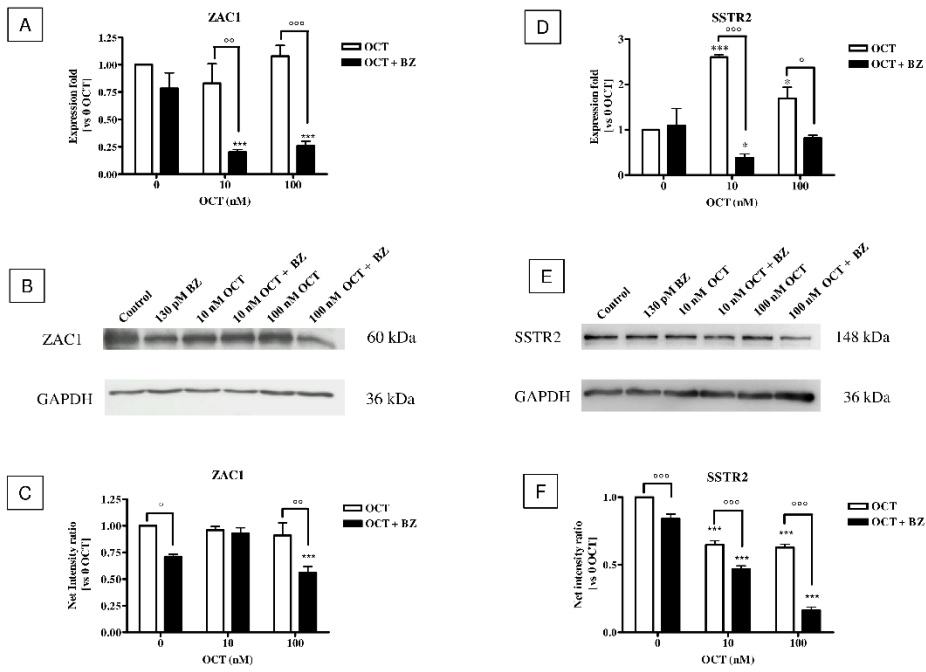 A
ZAC1
Expression fold
[vs 0 OCT]
1.25
1.00
0.75
0.50
0.25
0.00
°°
°°°
***
***
0
10
100
OCT (nM)
OCT
OCT + BZ
B
Control
130 pM BZ
10 nM OCT
10 nM OCT + BZ
100 nM OCT
100 nM OCT + BZ
ZAC1
60 kDa
GAPDH
36 kDa
C
ZAC1
Net Intensity ratio
[vs 0 OCT]
1.25
1.00
0.75
0.50
0.25
0.00
°
°°
***
0
10
100
OCT (nM)
OCT
OCT + BZ
D
SSTR2
Expression fold
[vs 0 OCT]
3
2
1
0
°°°
***
*
°
*
0
10
100
OCT (nM)
OCT
OCT + BZ
E
Control
130 pM BZ
10 nM OCT
10 nM OCT + BZ
100 nM OCT
100 nM OCT + BZ
SSTR2
148 kDa
GAPDH
36 kDa
F
SSTR2
Net intensity ratio
[vs 0 OCT]
1.0
0.5
0.0
°°°
°°°
°°°
***
***
***
***
0
10
100
OCT (nM)
OCT
OCT + BZ